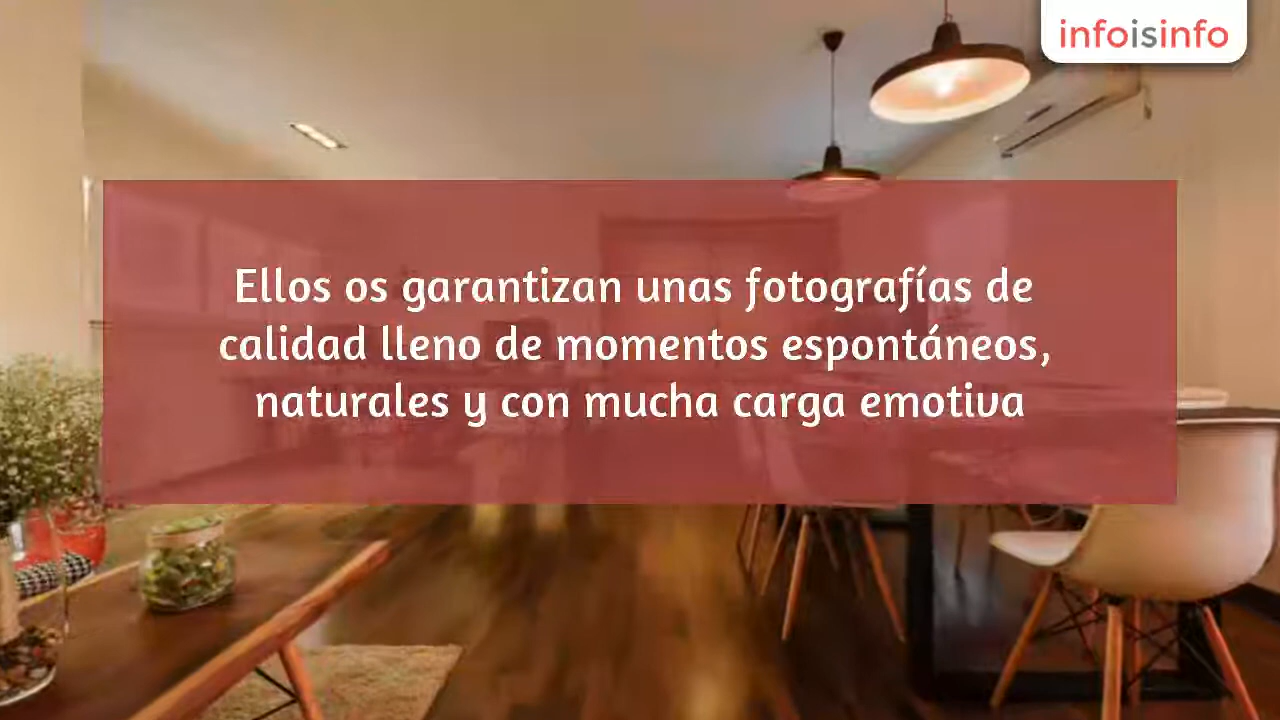 infoisinfo
Ellos os garantizan unas fotografías de
calidad lleno de momentos espontáneos,
naturales y con mucha carga emotiva